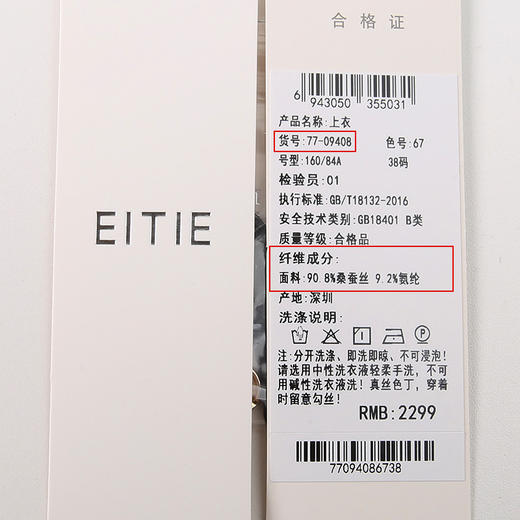 EITIE
合格证
6 943050 355031
产品名称:上衣
货号:77-09408 色号:67
号型:160/84A 38码
检验员:01
执行标准:GB/T18132-2016
安全技术类别:GB18401 B类
质量等级:合格品
纤维成分:
面料:90.8%桑蚕丝 9.2%氨纶
产地:深圳
洗涤说明:
注:分开洗涤、即洗即晾、不可浸泡!
请选用中性洗衣液轻柔手洗,不可
用碱性洗衣液洗!真丝色丁,穿着
时留意勾丝!
RMB:2299
77094086738